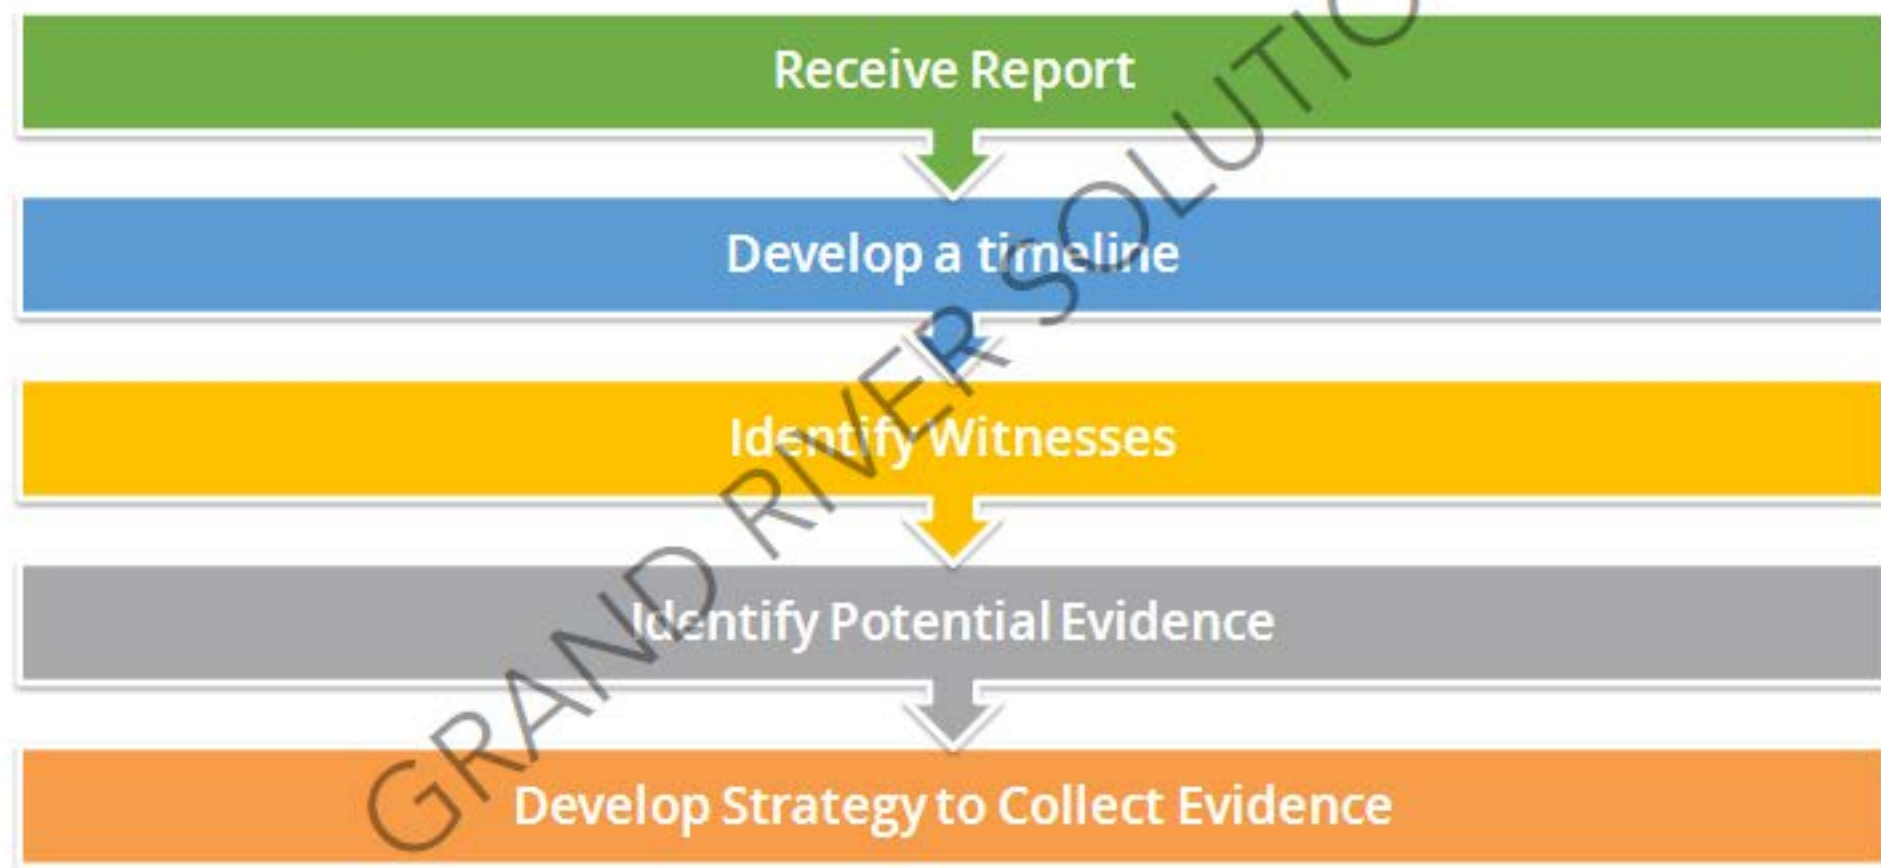 Receive Report
Develop a timeline
Identify Witnesses
Identify Potential Evidence
Develop Strategy to Collect Evidence
GRAND RIVER SOLUTIO